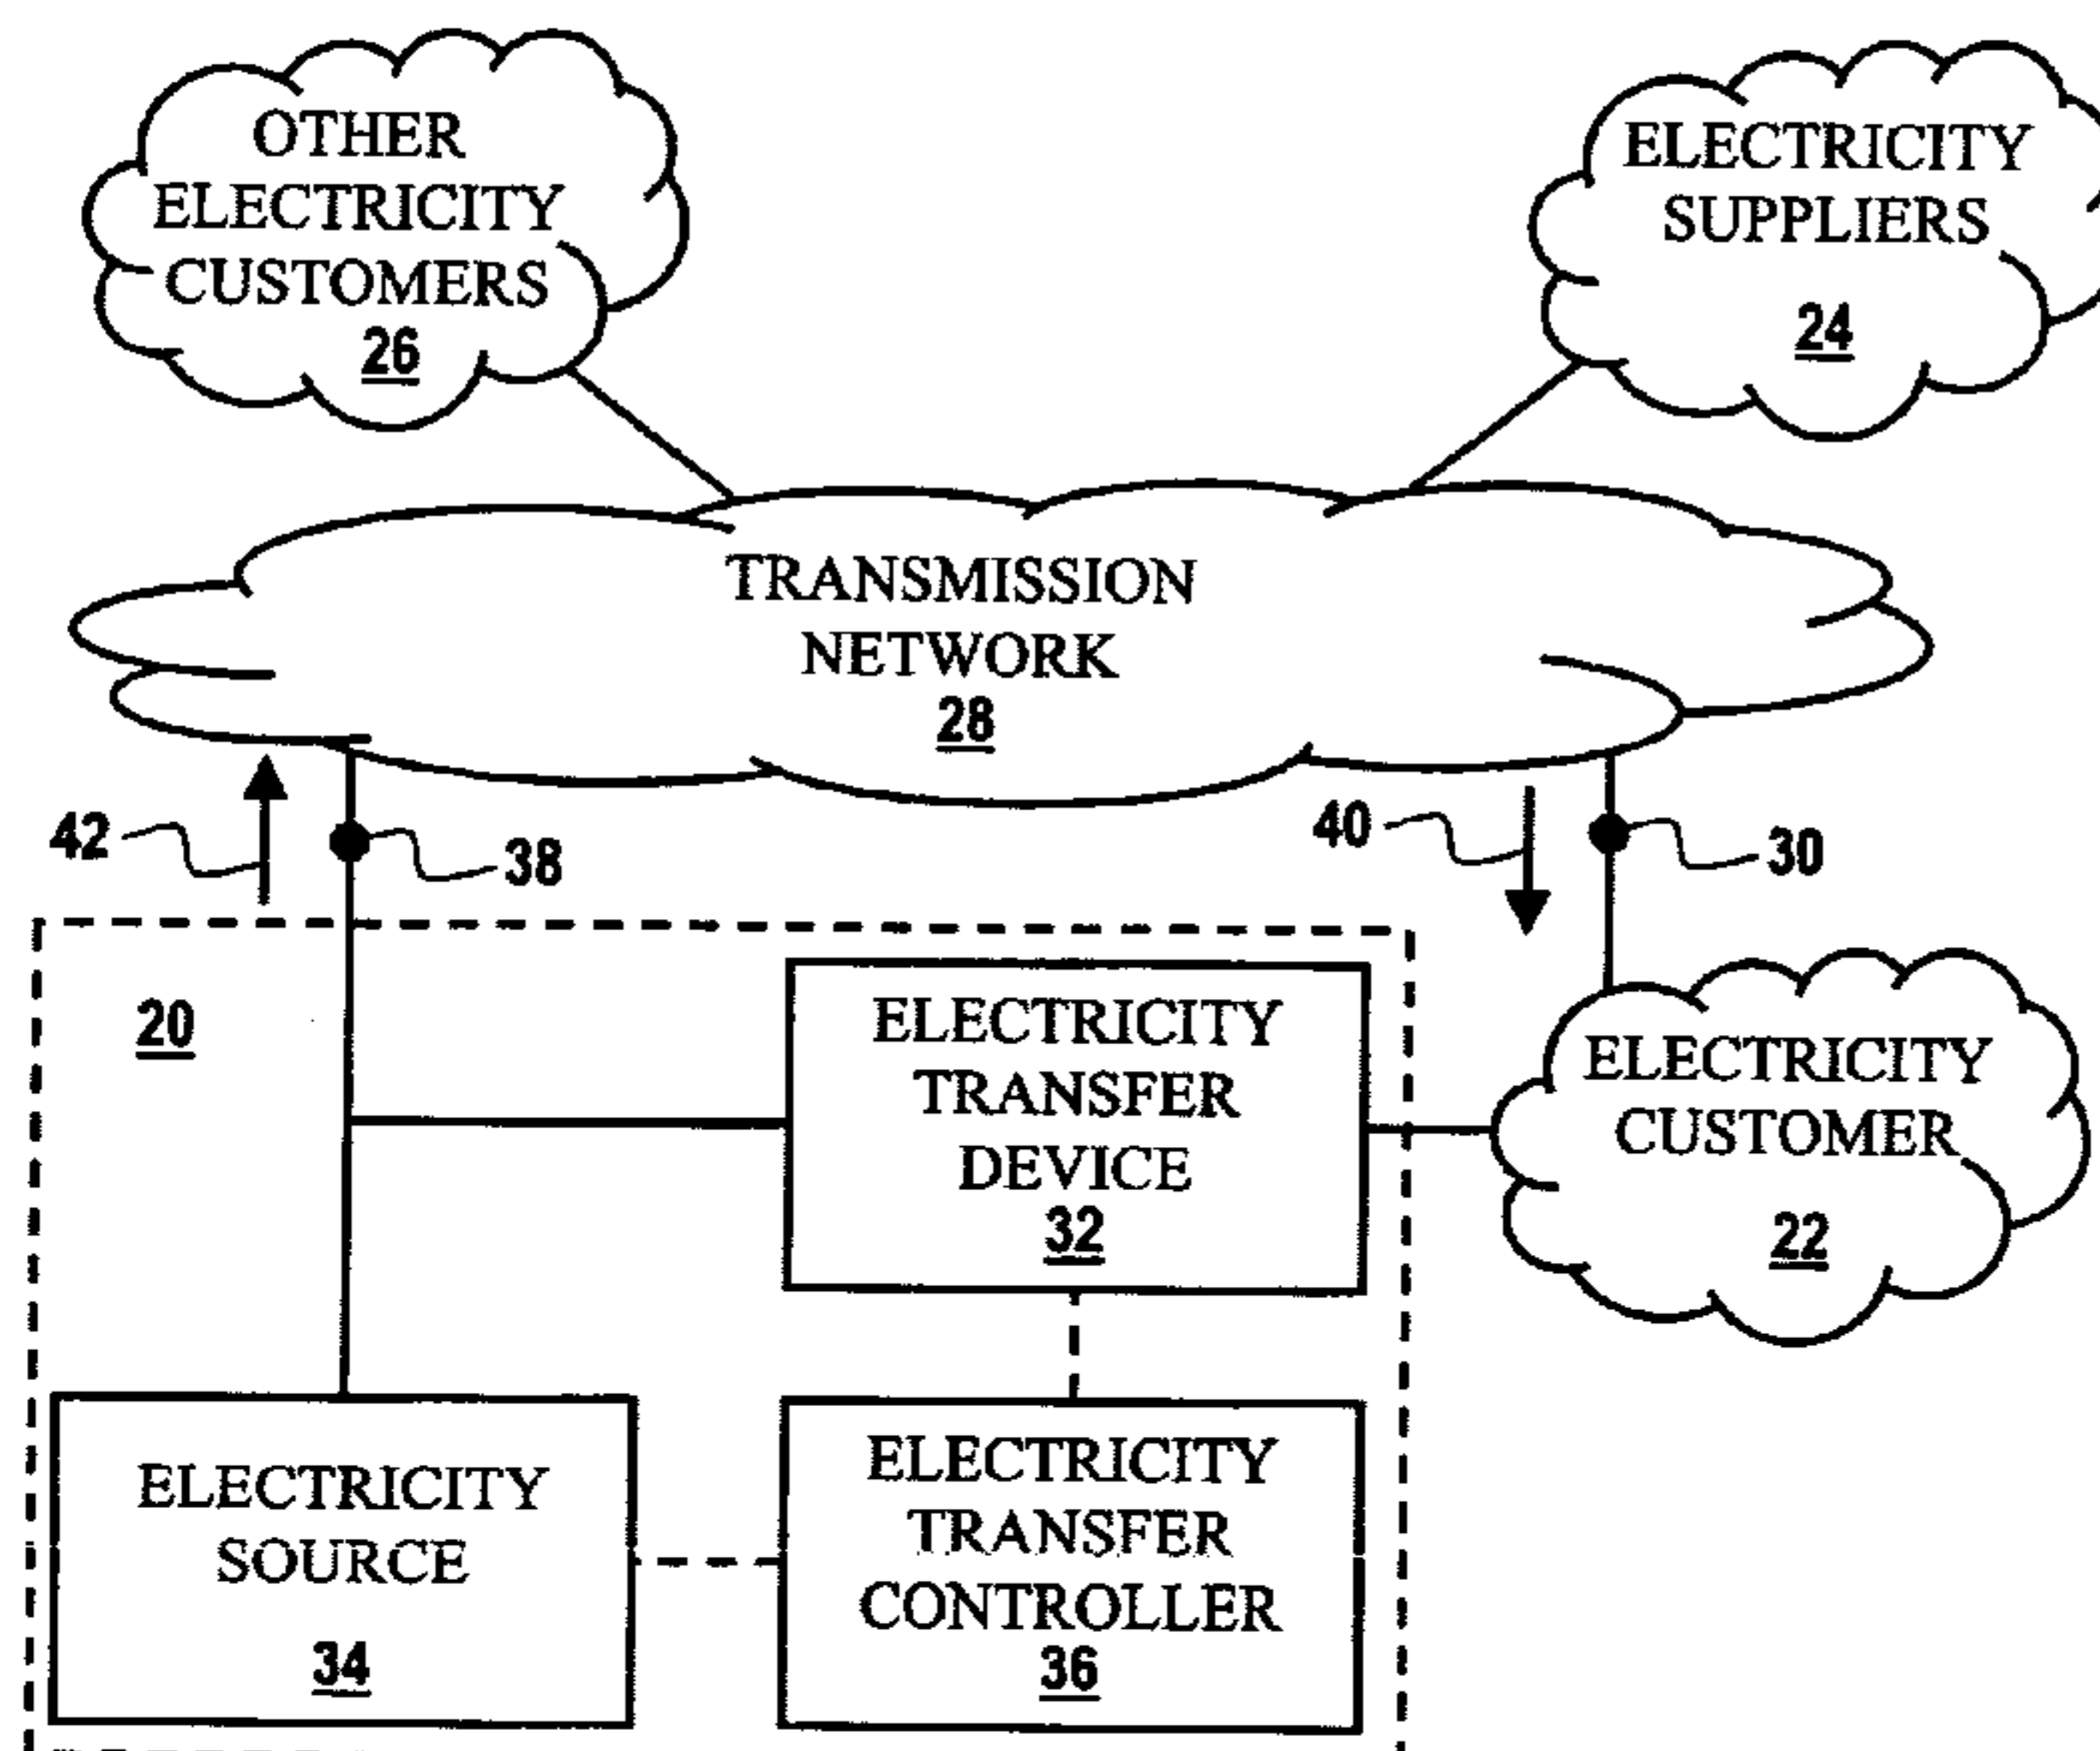 OTHER
ELECTRICITY
CUSTOMERS
26
ELECTRICITY
SUPPLIERS
24
TRANSMISSION
NETWORK
28
42
38
40
30
20
ELECTRICITY
TRANSFER
DEVICE
32
ELECTRICITY
CUSTOMER
22
ELECTRICITY
SOURCE
34
ELECTRICITY
TRANSFER
CONTROLLER
36